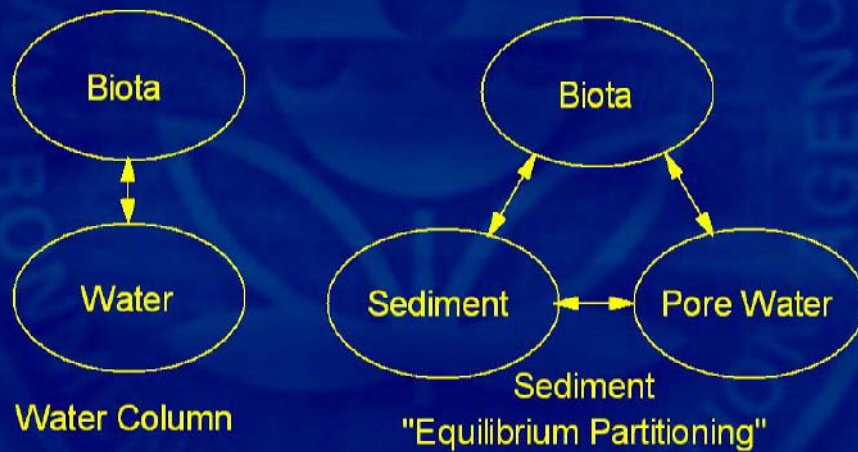 Biota
Water
Water Column
Biota
Sediment
Pore Water
Sediment
"Equilibrium Partitioning"